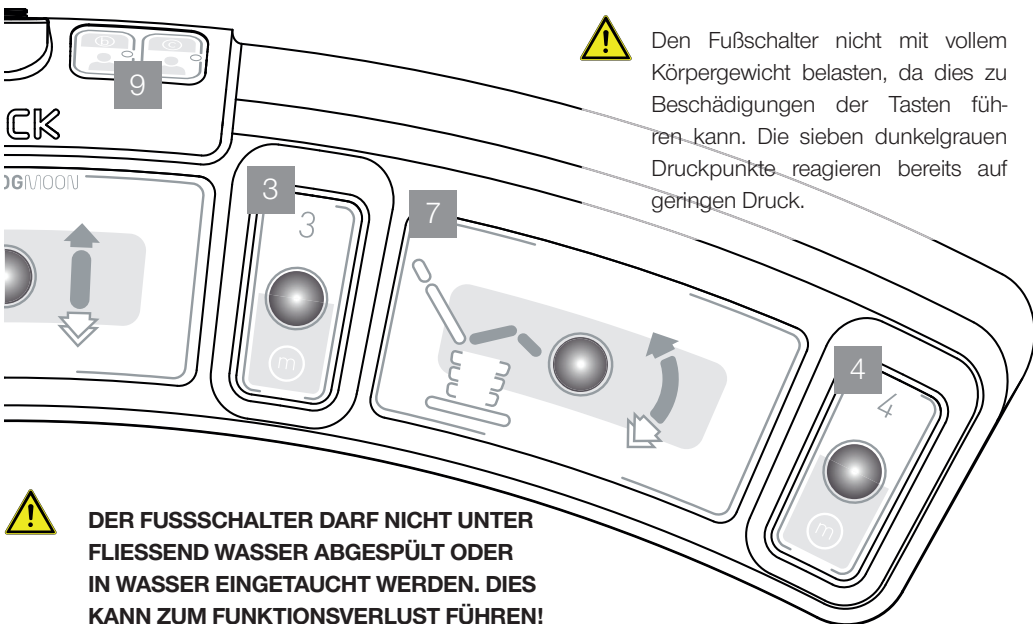 Den Fußschalter nicht mit vollem
Körpergewicht belasten, da dies zu
Beschädigungen der Tasten füh-
ren kann. Die sieben dunkelgrauen
Druckpunkte reagieren bereits auf
geringen Druck.
9
CK
OGMOON
3
3
m
7
4
4
m
DER FUSSSCHALTER DARF NICHT UNTER
FLIESSEND WASSER ABGESPÜLT ODER
IN WASSER EINGETAUCHT WERDEN. DIES
KANN ZUM FUNKTIONSVERLUST FÜHREN!